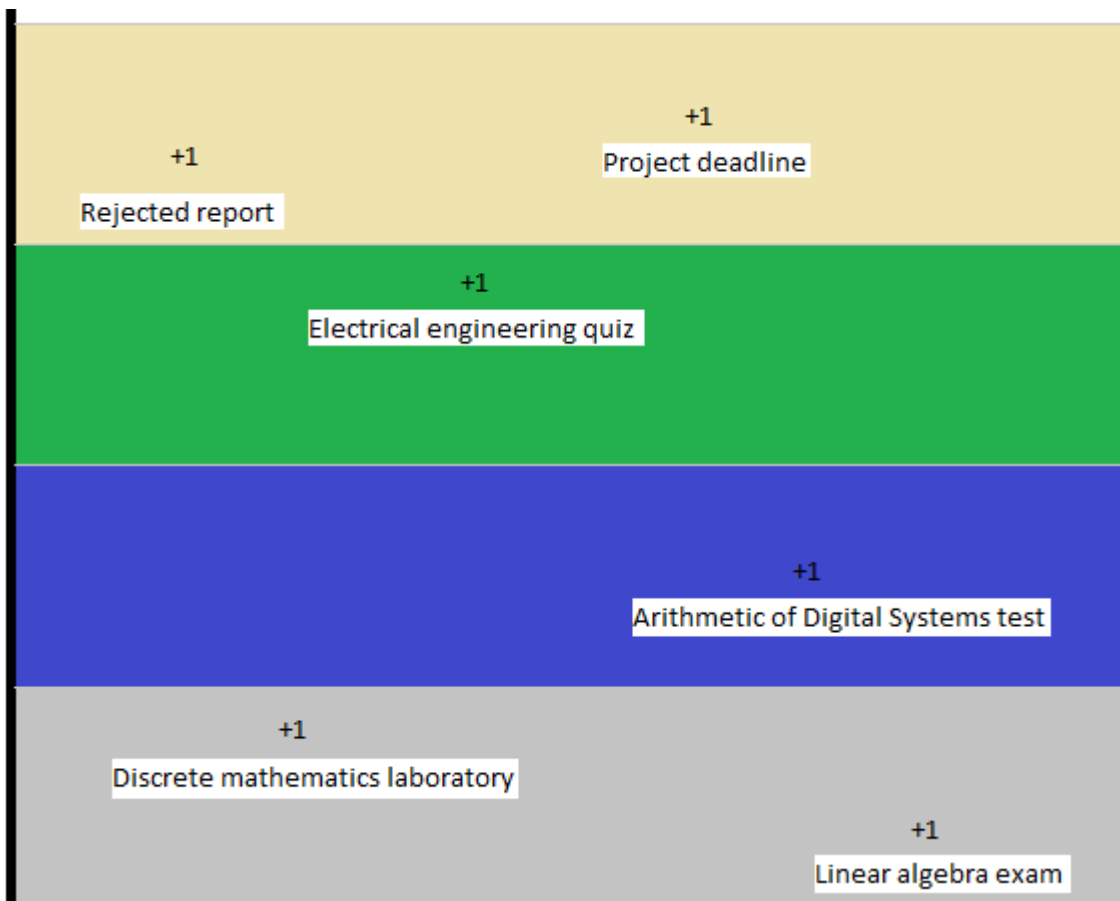 +1
Project deadline
+1
Rejected report
+1
Electrical engineering quiz
+1
Arithmetic of Digital Systems test
+1
Discrete mathematics laboratory
+1
Linear algebra exam